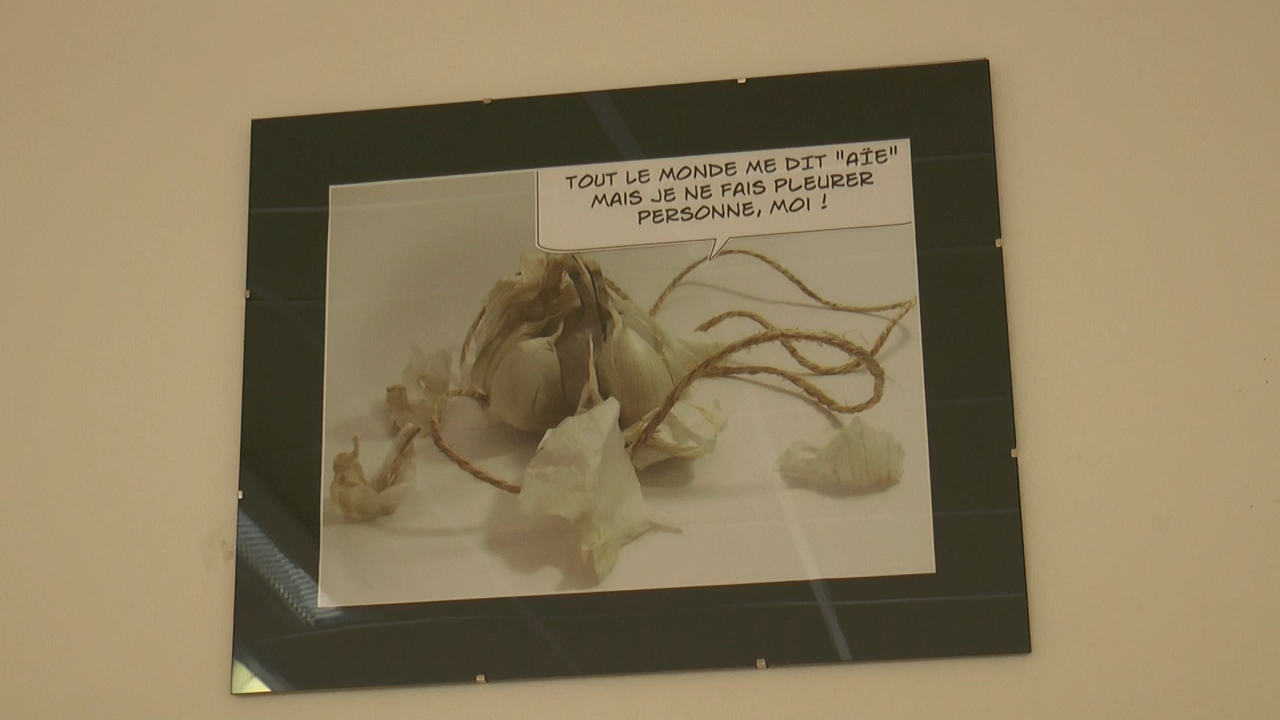 TOUT LE MONDE ME DIT "AÏE"
MAIS JE NE FAIS PLEURER
PERSONNE, MOI !